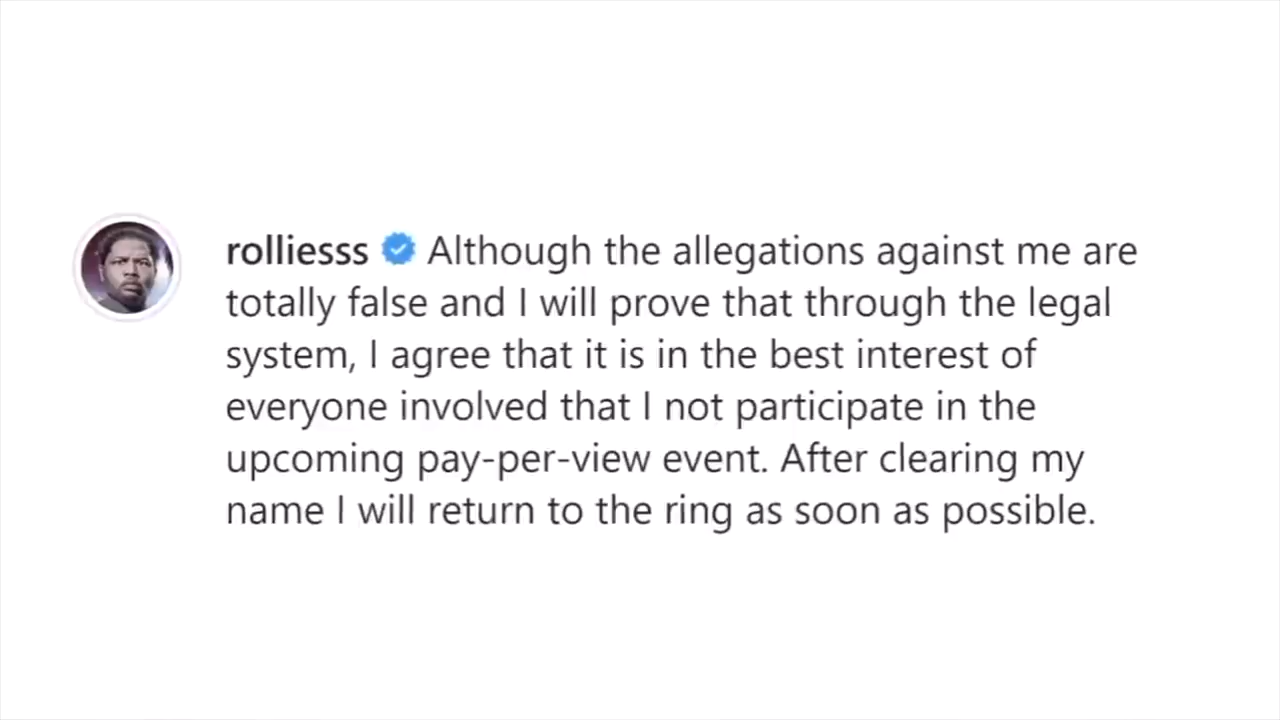 rolliesss Although the allegations against me are
totally false and I will prove that through the legal
system, I agree that it is in the best interest of
everyone involved that I not participate in the
upcoming pay-per-view event. After clearing my
name I will return to the ring as soon as possible.